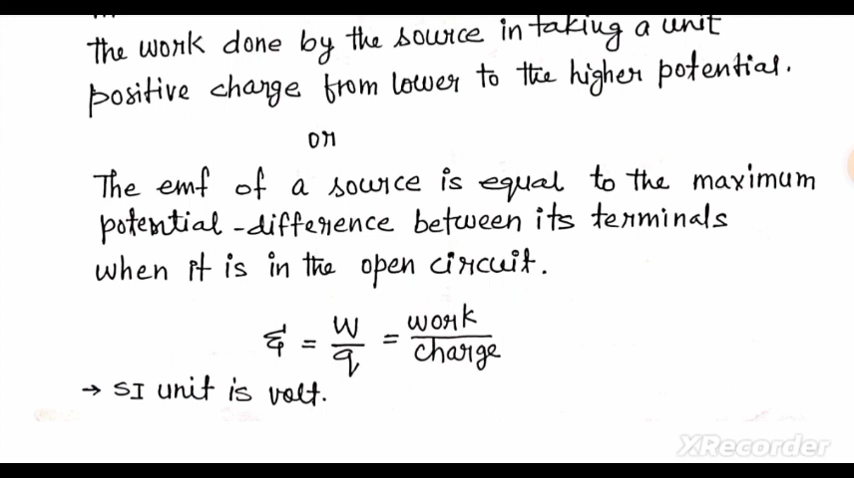 the work done by the source in taking a unit
positive charge from lower to the higher potential.
or
The emf of a source is equal to the maximum
potential-difference between its terminals
when it is in the open circuit.
ξ = W/q = work/charge
→ SI unit is volt.
XRecorder